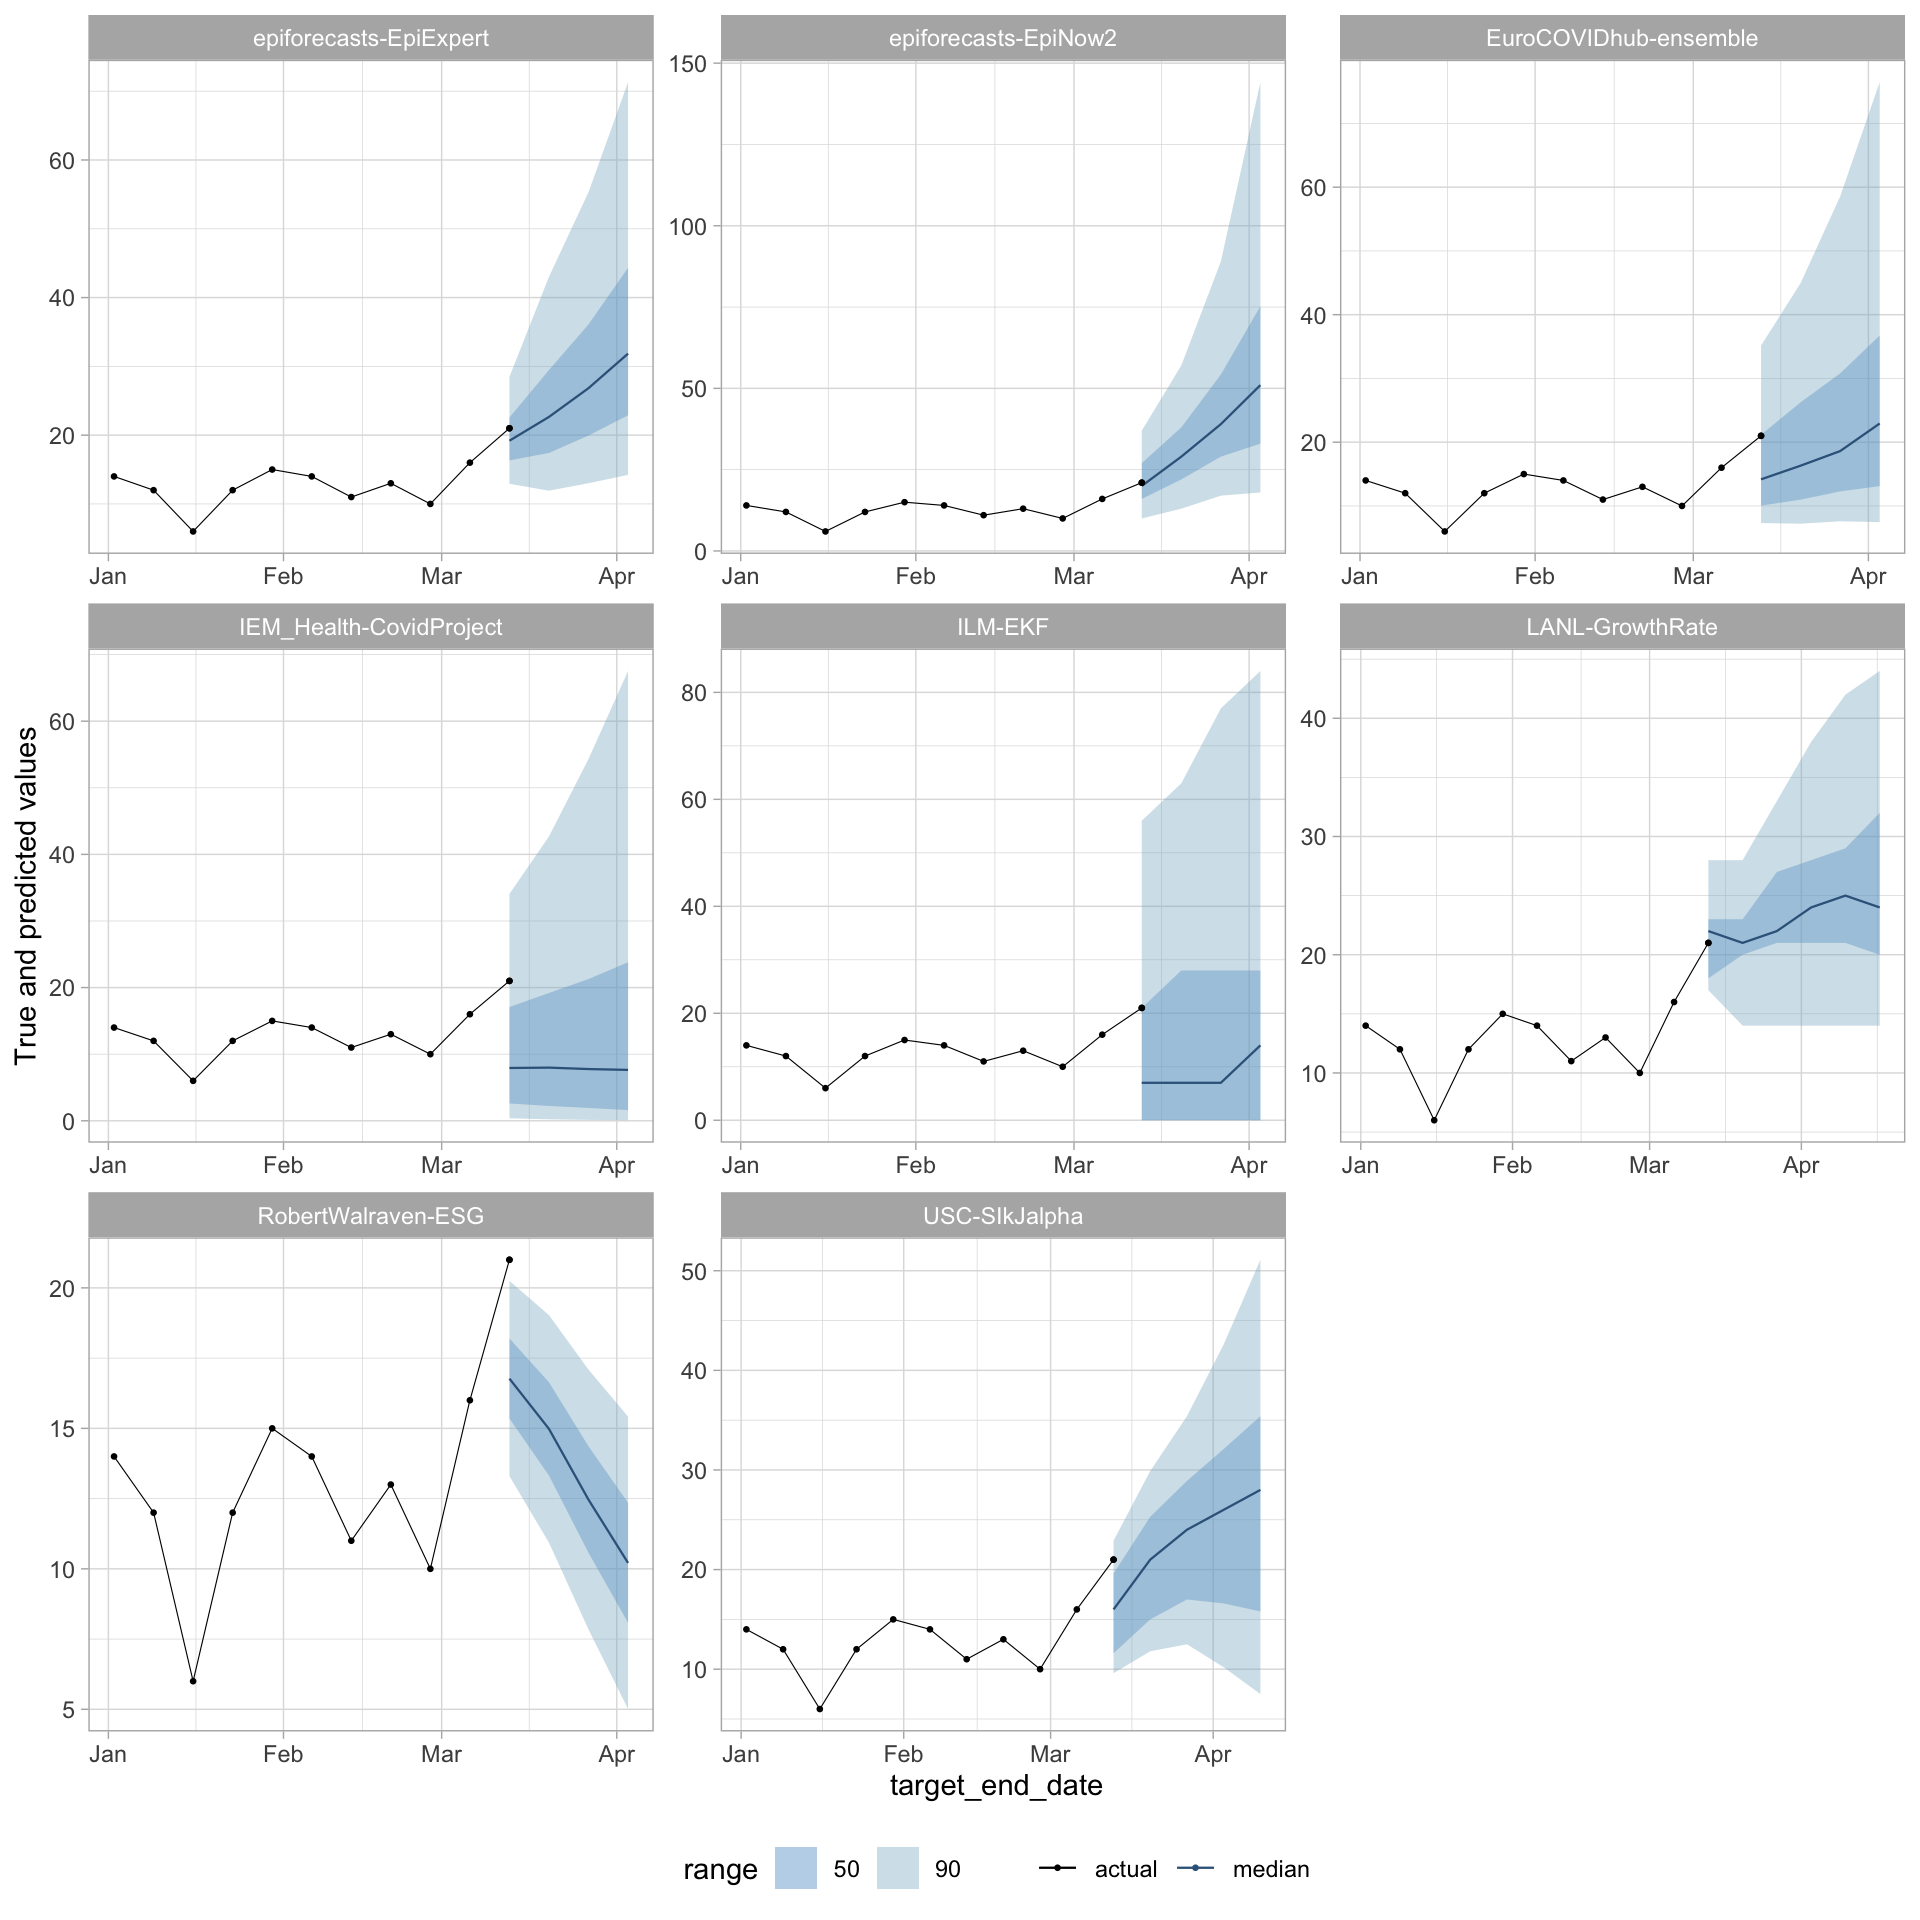 epiforecasts-EpiExpert epiforecasts-EpiNow2 EuroCOVIDhub-ensemble
150
60 100 60
40 40
50
20 20
0
Jan Feb Mar Apr Jan Feb Mar Apr Jan Feb Mar Apr
IEM_Health-CovidProject ILM-EKF LANL-GrowthRate
True and predicted values
60 80 40
60
40 30
40
20 20
20
10
0 0
Jan Feb Mar Apr Jan Feb Mar Apr Jan Feb Mar Apr
RobertWalraven-ESG USC-SIkJalpha
20 50
40
15
30
10 20
10
5
Jan Feb Mar Apr Jan Feb Mar Apr
target_end_date
range 50 90 actual median